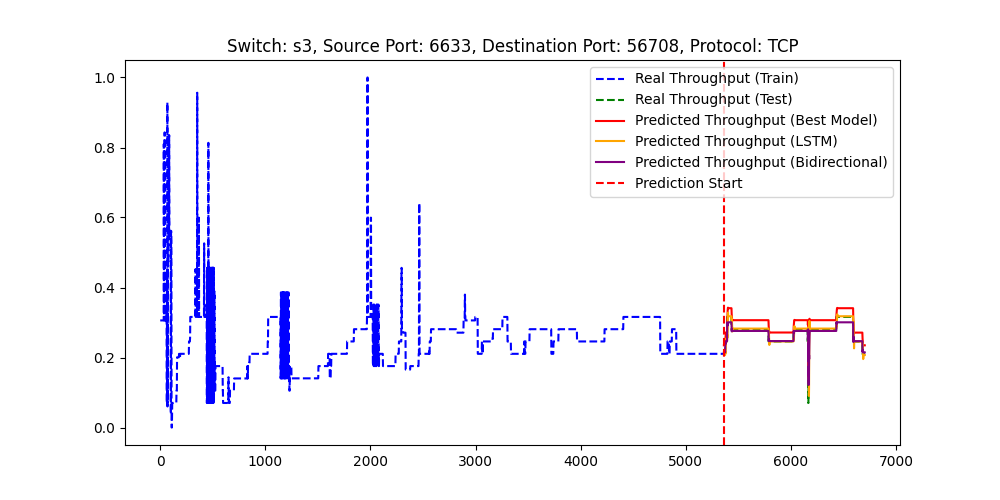 Switch: s3, Source Port: 6633, Destination Port: 56708, Protocol: TCP
1.0
0.8
0.6
0.4
0.2
0.0
Real Throughput (Train)
Real Throughput (Test)
Predicted Throughput (Best Model)
Predicted Throughput (LSTM)
Predicted Throughput (Bidirectional)
Prediction Start
0 1000 2000 3000 4000 5000 6000 7000